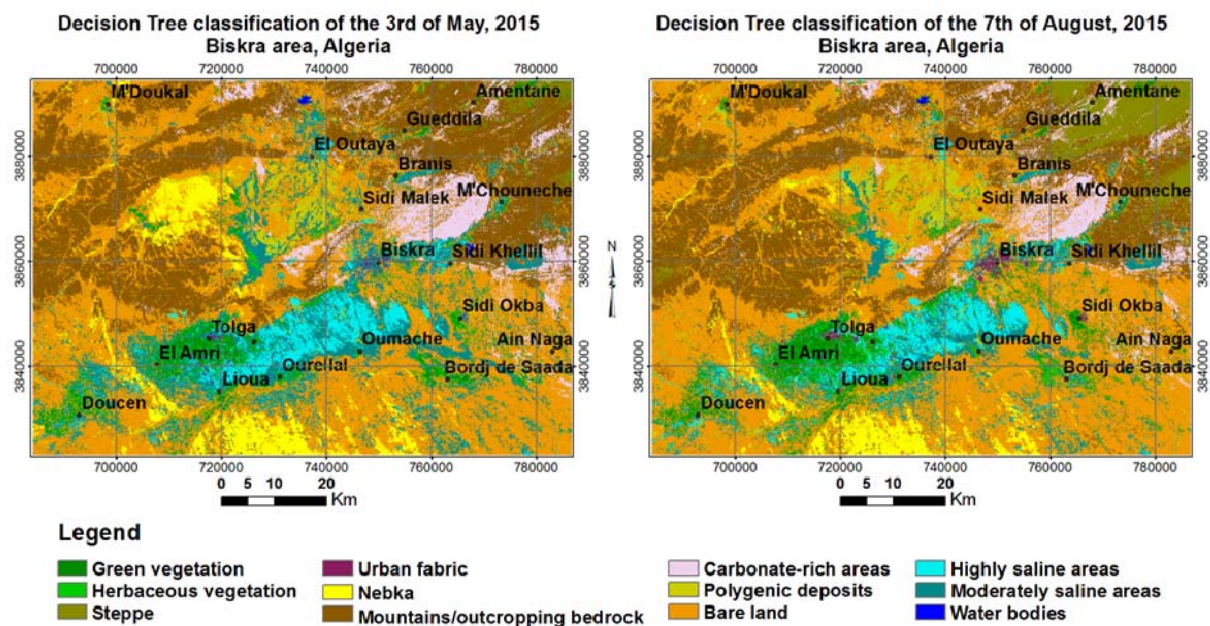 Decision Tree classification of the 3rd of May, 2015
Biskra area, Algeria
700000 720000 740000 760000 780000
M'Doukal
Amentane
Gueddila
El Outaya
Branis
M'Chouneche
Sidi Malek
Biskra
Sidi Khellil
Sidi Okba
Tolga
Oumache
Ain Naga
El Amri
Ourellal
Bordj de Saada
Lioua
Doucen
3880000
3860000
3840000
3880000
3860000
3840000
700000 720000 740000 760000 780000
0 5 10 20
Km
N
Decision Tree classification of the 7th of August, 2015
Biskra area, Algeria
700000 720000 740000 760000 780000
M'Doukal
Amentane
Gueddila
El Outaya
Branis
M'Chouneche
Sidi Malek
Biskra
Sidi Khellil
Sidi Okba
Tolga
Oumache
Ain Naga
El Amri
Ourellal
Bordj de Saada
Lioua
Doucen
3880000
3860000
3840000
3880000
3860000
3840000
700000 720000 740000 760000 780000
0 5 10 20
Km
Legend
Green vegetation
Herbaceous vegetation
Steppe
Urban fabric
Nebka
Mountains/outcropping bedrock
Carbonate-rich areas
Polygenic deposits
Bare land
Highly saline areas
Moderately saline areas
Water bodies